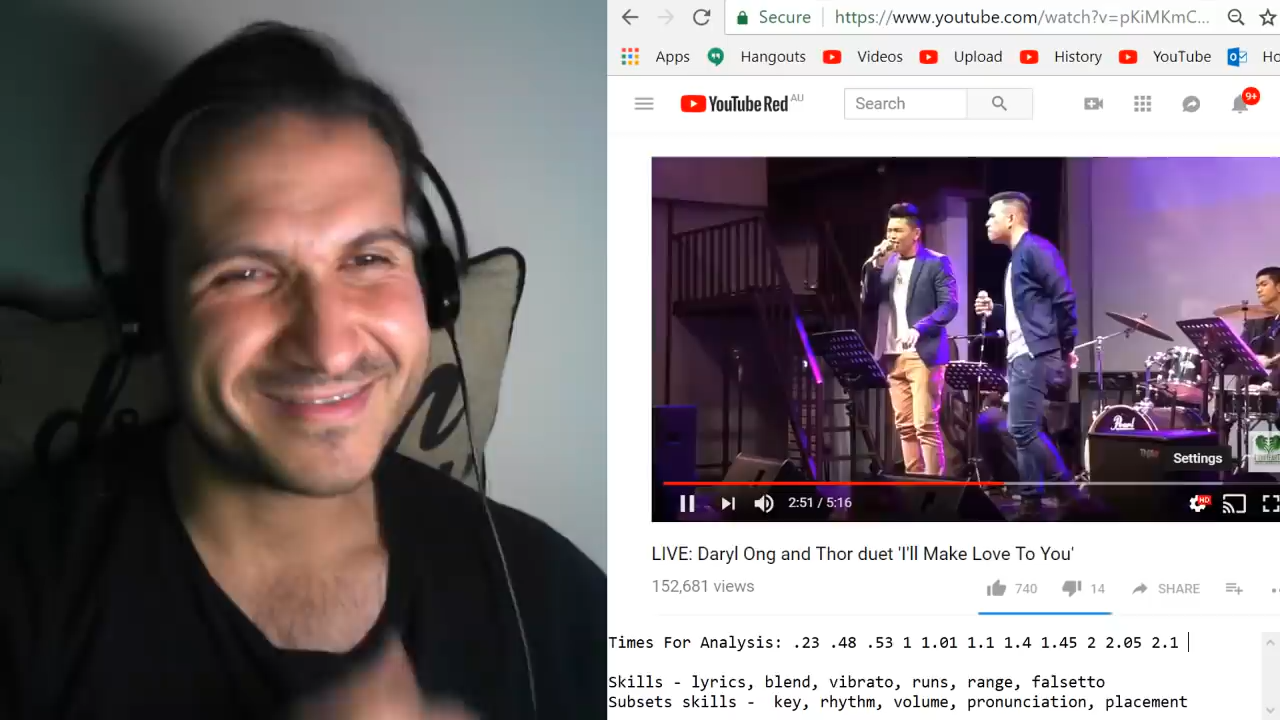 Secure https://www.youtube.com/watch?v=pKiMKmC...
Apps Hangouts Videos Upload History YouTube Ho
YouTube Red AU Search 9+
Pearl
Settings
HD
2:51 / 5:16
LIVE: Daryl Ong and Thor duet 'I'll Make Love To You'
152,681 views 740 14 SHARE
Times For Analysis: .23 .48 .53 1 1.01 1.1 1.4 1.45 2 2.05 2.1
Skills - lyrics, blend, vibrato, runs, range, falsetto
Subsets skills - key, rhythm, volume, pronunciation, placement